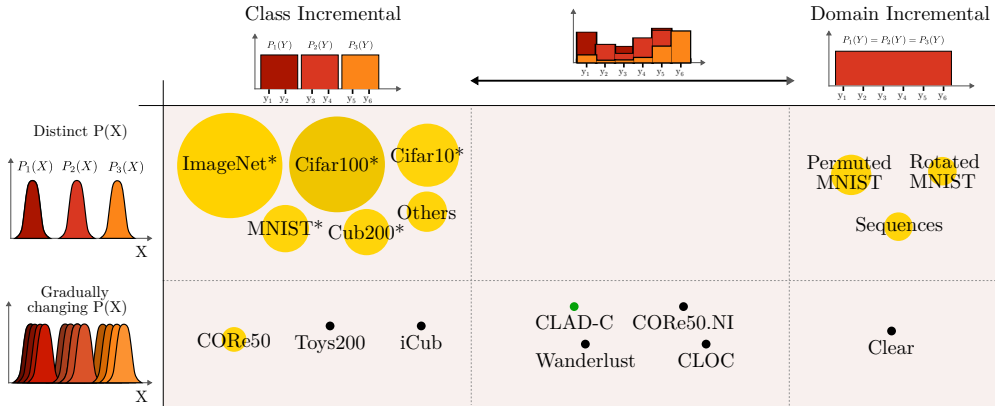 Class Incremental
Domain Incremental
P₁(Y) P₂(Y) P₃(Y)
y₁ y₂ y₃ y₄ y₅ y₆
y₁ y₂ y₃ y₄ y₅ y₆
P₁(Y) = P₂(Y) = P₃(Y)
y₁ y₂ y₃ y₄ y₅ y₆
Distinct P(X)
P₁(X) P₂(X) P₃(X)
X
ImageNet*
Cifar100*
Cifar10*
MNIST*
Cub200*
Others
Permuted
MNIST
Rotated
MNIST
Sequences
Gradually
changing P(X)
X
CORe50
Toys200
iCub
CLAD-C
CORe50.NI
Wanderlust
CLOC
Clear